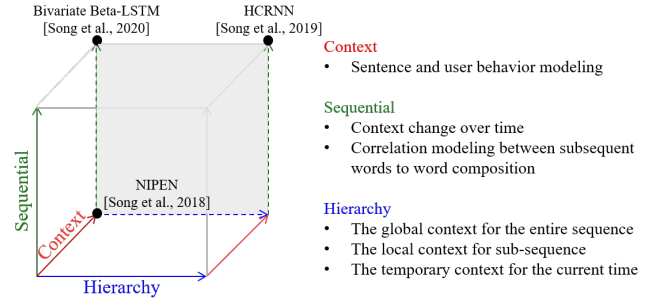 Bivariate Beta-LSTM
[Song et al., 2020]
HCRNN
[Song et al., 2019]
NIPEN
[Song et al., 2018]
Sequential
Context
Hierarchy
Context
• Sentence and user behavior modeling
Sequential
• Context change over time
• Correlation modeling between subsequent
words to word composition
Hierarchy
• The global context for the entire sequence
• The local context for sub-sequence
• The temporary context for the current time